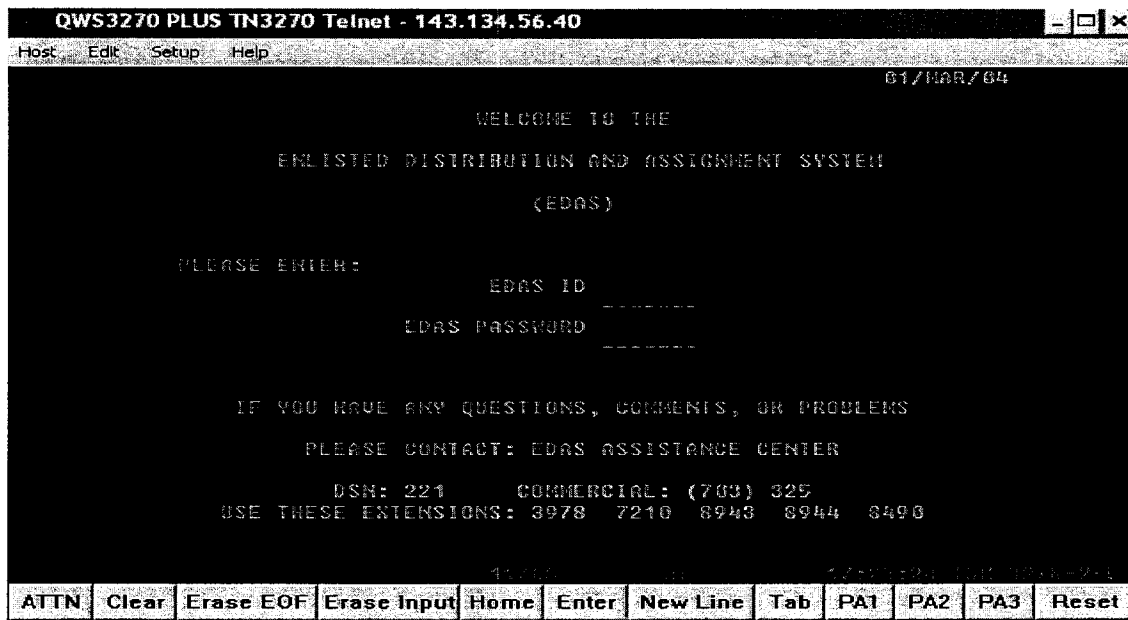 QWS3270 PLUS TN3270 Telnet - 143.134.56.40
Host Edit Setup Help
01/MAR/04
WELCOME TO THE
ENLISTED DISTRIBUTION AND ASSIGNMENT SYSTEM
(EDAS)
PLEASE ENTER:
EDAS ID _______
EDAS PASSWORD _______
IF YOU HAVE ANY QUESTIONS, COMMENTS, OR PROBLEMS
PLEASE CONTACT: EDAS ASSISTANCE CENTER
DSN: 221 COMMERCIAL: (703) 325
USE THESE EXTENSIONS: 3978 7210 8943 8944 8490
ATTN Clear Erase EOF Erase Input Home Enter New Line Tab PA1 PA2 PA3 Reset